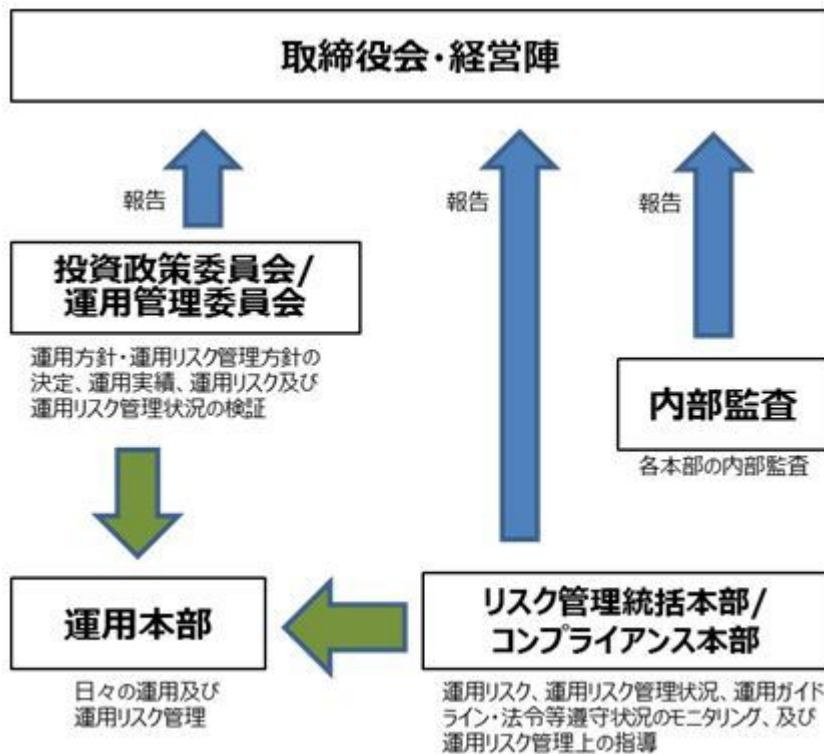 取締役会・経営陣
報告
報告
報告
投資政策委員会/
運用管理委員会
運用方針・運用リスク管理方針の
決定、運用実績、運用リスク及び
運用リスク管理状況の検証
内部監査
各本部の内部監査
運用本部
日々の運用及び
運用リスク管理
リスク管理統括本部/
コンプライアンス本部
運用リスク、運用リスク管理状況、運用ガイド
ライン・法令等遵守状況のモニタリング、及び
運用リスク管理上の指導